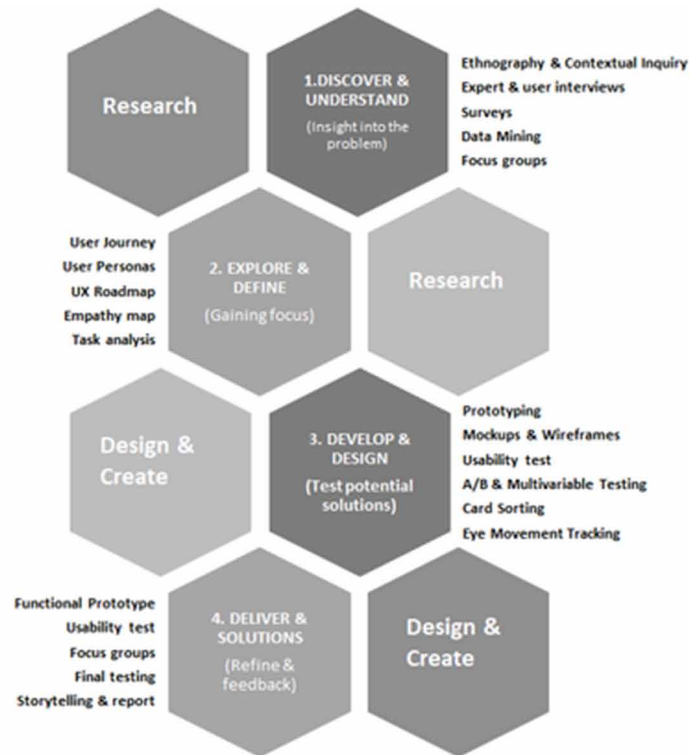 Research
1.DISCOVER &
UNDERSTAND
(Insight into the
problem)
Ethnography & Contextual Inquiry
Expert & user interviews
Surveys
Data Mining
Focus groups
User Journey
User Personas
UX Roadmap
Empathy map
Task analysis
2. EXPLORE &
DEFINE
(Gaining focus)
Research
Design &
Create
3. DEVELOP &
DESIGN
(Test potential
solutions)
Prototyping
Mockups & Wireframes
Usability test
A/B & Multivariable Testing
Card Sorting
Eye Movement Tracking
Functional Prototype
Usability test
Focus groups
Final testing
Storytelling & report
4. DELIVER &
SOLUTIONS
(Refine &
feedback)
Design &
Create